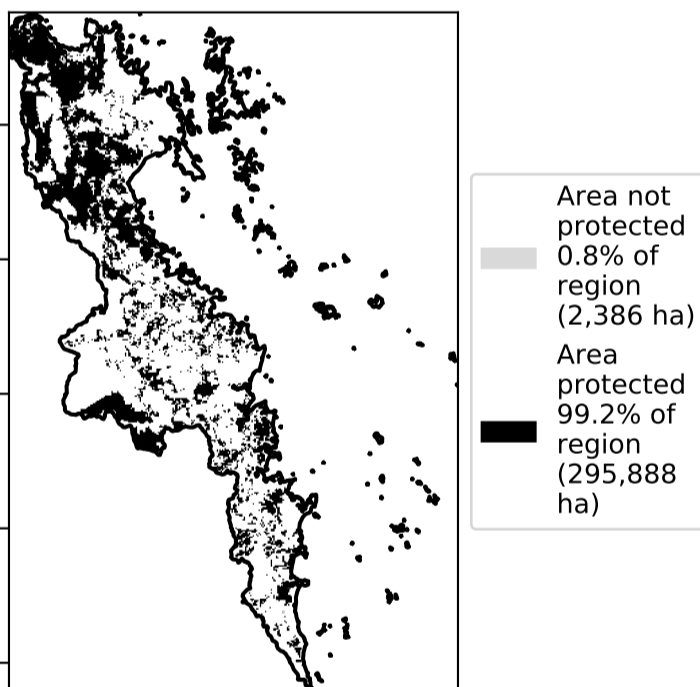 Area not
protected
0.8% of
region
(2,386 ha)
Area
protected
99.2% of
region
(295,888
ha)